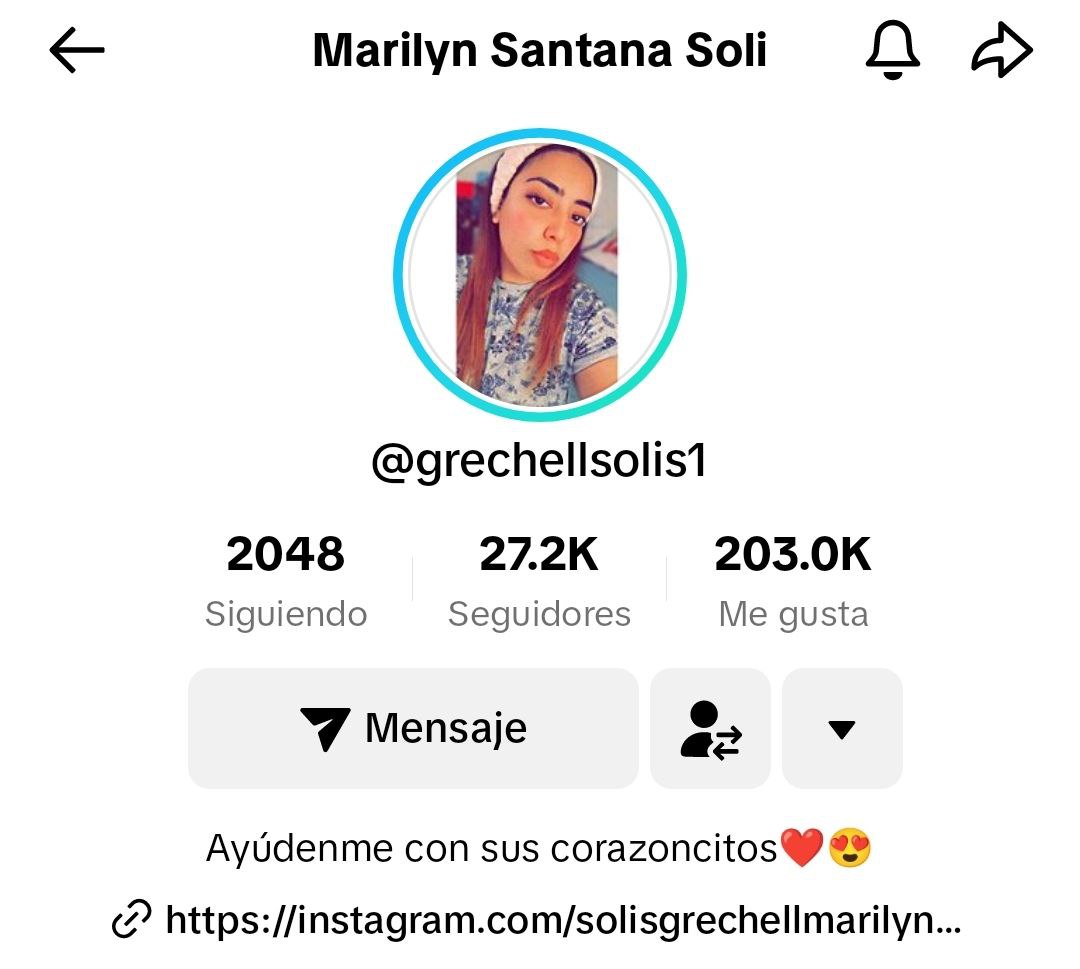 Marilyn Santana Soli
@grechellsolis1
2048 27.2K 203.0K
Siguiendo Seguidores Me gusta
Mensaje
Ayúdenme con sus corazoncitos❤️😍
https://instagram.com/solisgrechellmarilyn...